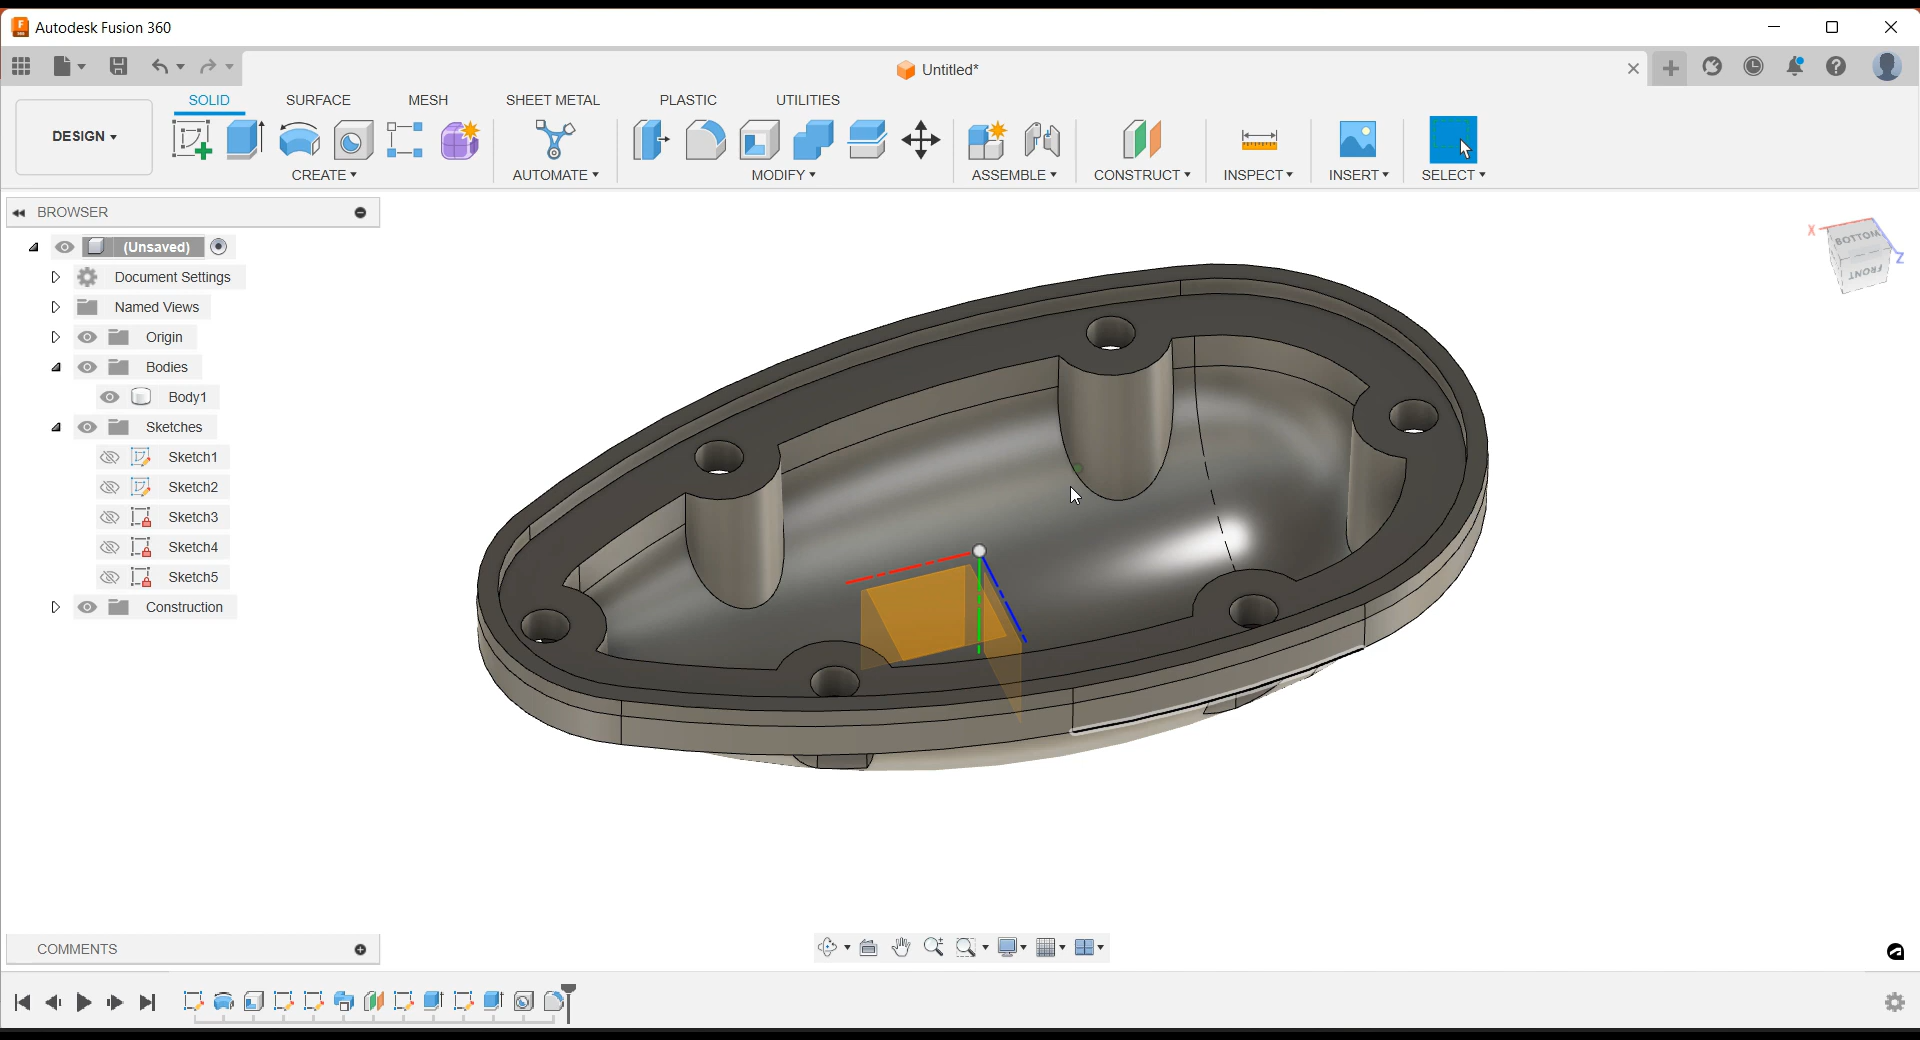 Autodesk Fusion 360
Untitled*
DESIGN
SOLID SURFACE MESH SHEET METAL PLASTIC UTILITIES
CREATE AUTOMATE MODIFY ASSEMBLE CONSTRUCT INSPECT INSERT SELECT
BROWSER
(Unsaved)
Document Settings
Named Views
Origin
Bodies
Body1
Sketches
Sketch1
Sketch2
Sketch3
Sketch4
Sketch5
Construction
X
BOTTOM
Z
FRONT
COMMENTS